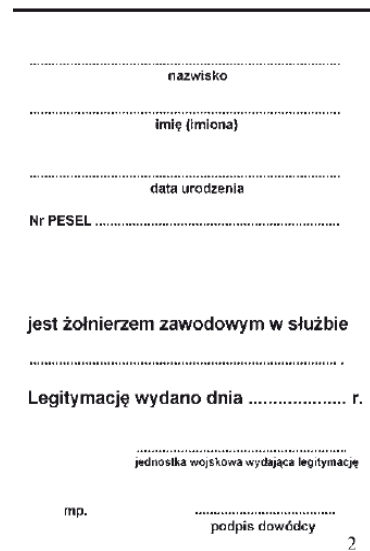 ........................................
nazwisko
........................................
imię (imiona)
........................................
data urodzenia
Nr PESEL ........................................
jest żołnierzem zawodowym w służbie
........................................ .
Legitymację wydano dnia .................... r.
........................................
jednostka wojskowa wydająca legitymację
mp. ........................................
podpis dowódcy
2